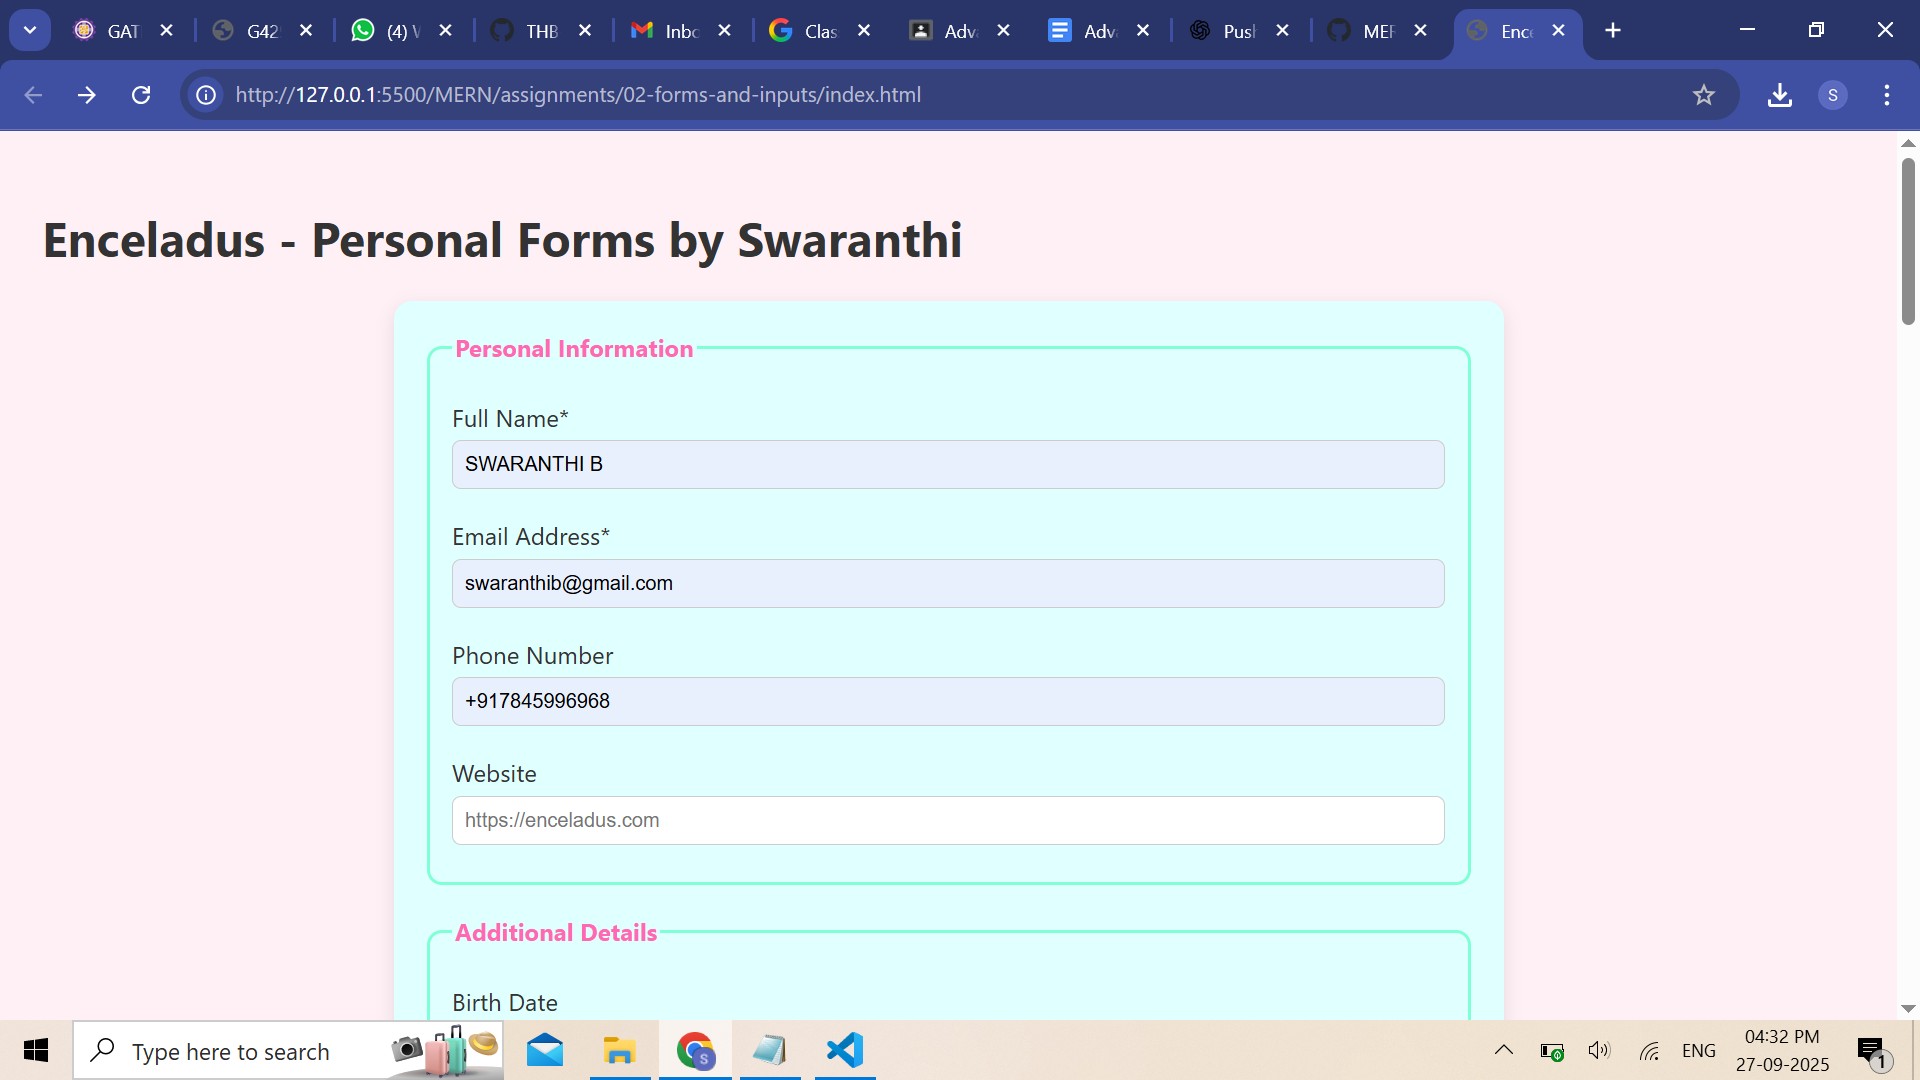 GAT
G42
(4) W
THB
Inbo
Clas
Adv
Adv
Push
MER
Ence
http://127.0.0.1:5500/MERN/assignments/02-forms-and-inputs/index.html
S
Enceladus - Personal Forms by Swaranthi
Personal Information
Full Name*
SWARANTHI B
Email Address*
swaranthib@gmail.com
Phone Number
+917845996968
Website
https://enceladus.com
Additional Details
Birth Date
Type here to search
S
ENG
04:32 PM
27-09-2025
1